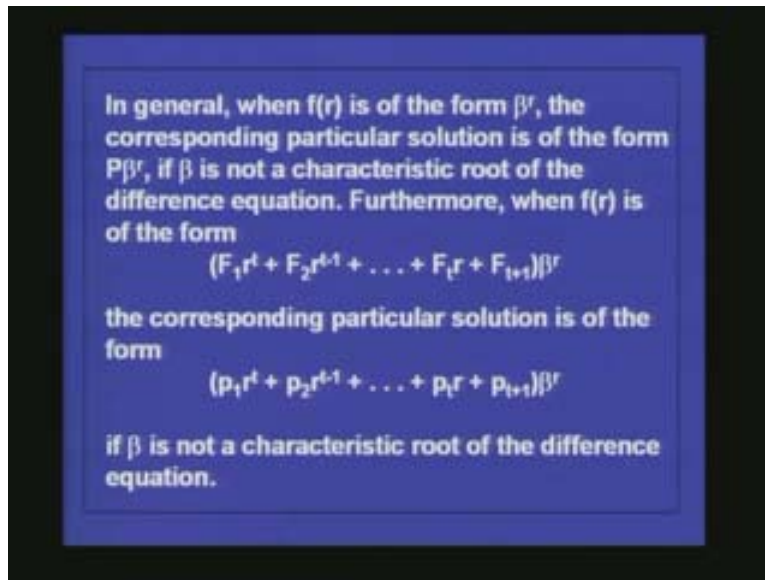 In general, when f(r) is of the form βʳ, the
corresponding particular solution is of the form
Pβʳ, if β is not a characteristic root of the
difference equation. Furthermore, when f(r) is
of the form
(F₁rᵗ + F₂rᵗ⁻¹ + . . . + Fₜr + Fₜ₊₁)βʳ
the corresponding particular solution is of the
form
(p₁rᵗ + p₂rᵗ⁻¹ + . . . + pₜr + pₜ₊₁)βʳ
if β is not a characteristic root of the difference
equation.